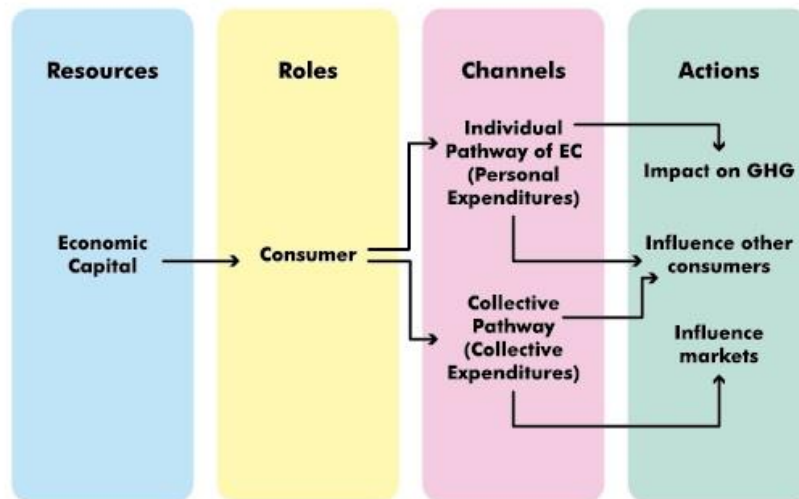 Resources
Roles
Channels
Actions
Economic
Capital
Consumer
Individual
Pathway of EC
(Personal
Expenditures)
Collective
Pathway
(Collective
Expenditures)
Impact on GHG
Influence other
consumers
Influence
markets